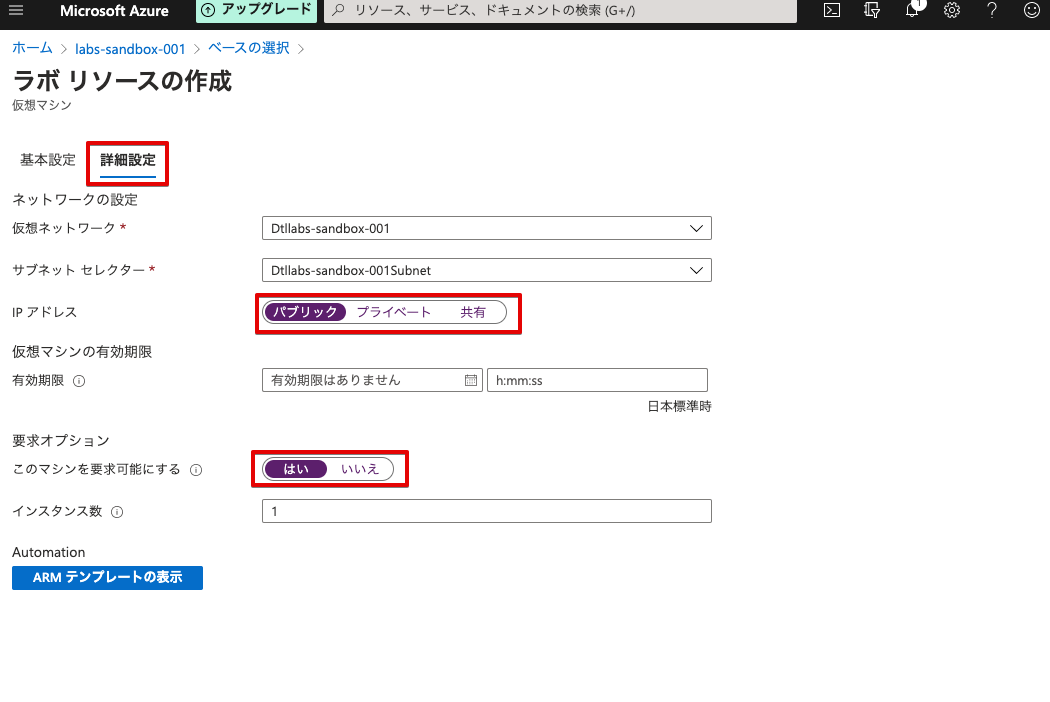 Microsoft Azure アップグレード リソース、サービス、ドキュメントの検索 (G+/) 1
ホーム > labs-sandbox-001 > ベースの選択 >
ラボ リソースの作成
仮想マシン
基本設定 詳細設定
ネットワークの設定
仮想ネットワーク * Dtllabs-sandbox-001
サブネット セレクター * Dtllabs-sandbox-001Subnet
IP アドレス パブリック プライベート 共有
仮想マシンの有効期限
有効期限 有効期限はありません h:mm:ss
日本標準時
要求オプション
このマシンを要求可能にする はい いいえ
インスタンス数 1
Automation
ARM テンプレートの表示